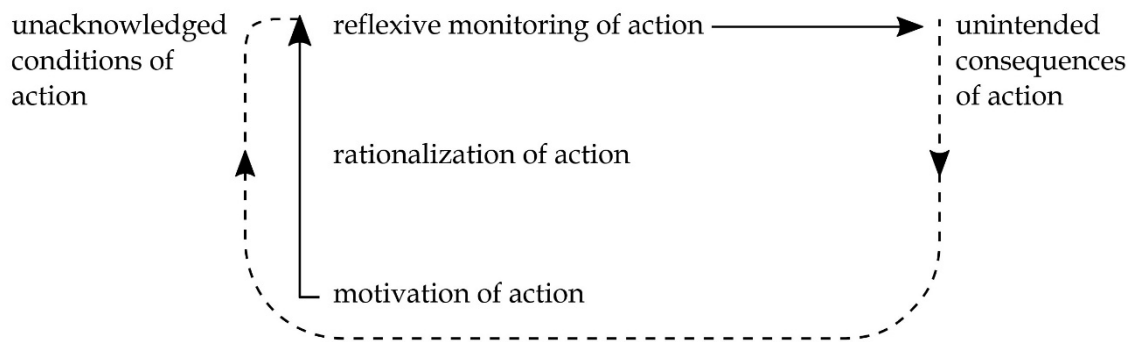 unacknowledged
conditions of
action
reflexive monitoring of action
rationalization of action
motivation of action
unintended
consequences
of action